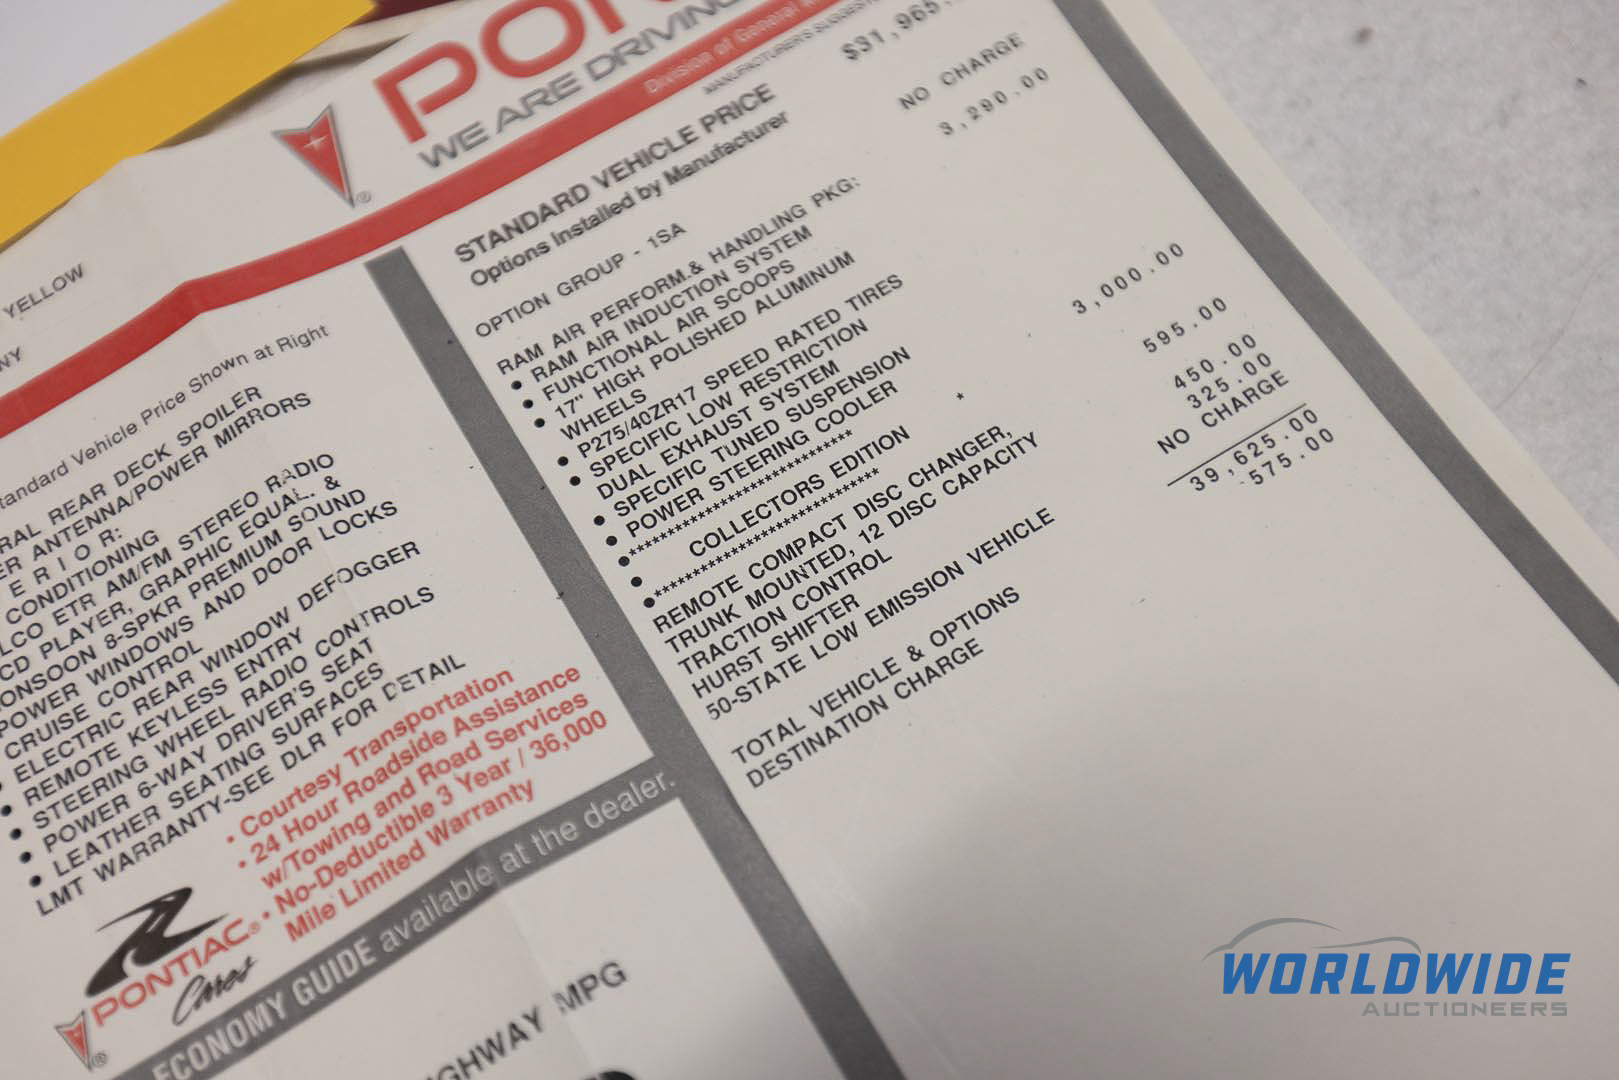 PON
WE ARE DRIVING
Division of General
MANUFACTURER'S SUGGESTED
YELLOW
NY
Standard Vehicle Price Shown at Right
RAL REAR DECK SPOILER
ER ANTENNA/POWER MIRRORS
E R I O R:
CONDITIONING
LCO ETR AM/FM STEREO RADIO
CD PLAYER, GRAPHIC EQUAL. &
ONSOON 8-SPKR PREMIUM SOUND
POWER WINDOWS AND DOOR LOCKS
CRUISE CONTROL
• ELECTRIC REAR WINDOW DEFOGGER
• REMOTE KEYLESS ENTRY
• STEERING WHEEL RADIO CONTROLS
• POWER 6-WAY DRIVER'S SEAT
• LEATHER SEATING SURFACES
LMT WARRANTY-SEE DLR FOR DETAIL
• Courtesy Transportation
• 24 Hour Roadside Assistance
w/Towing and Road Services
• No-Deductible 3 Year / 36,000
Mile Limited Warranty
PONTIAC®
Cares
ECONOMY GUIDE available at the dealer.
GHWAY MPG
STANDARD VEHICLE PRICE $31,965.
Options Installed by Manufacturer
OPTION GROUP - 1SA NO CHARGE
RAM AIR PERFORM.& HANDLING PKG: 3,290.00
• RAM AIR INDUCTION SYSTEM
• FUNCTIONAL AIR SCOOPS
• 17" HIGH POLISHED ALUMINUM
WHEELS
• P275/40ZR17 SPEED RATED TIRES
• SPECIFIC LOW RESTRICTION
DUAL EXHAUST SYSTEM
• SPECIFIC TUNED SUSPENSION
• POWER STEERING COOLER
•*************************
• COLLECTORS EDITION * 3,000.00
•*************************
REMOTE COMPACT DISC CHANGER, 595.00
TRUNK MOUNTED, 12 DISC CAPACITY
TRACTION CONTROL 450.00
HURST SHIFTER 325.00
50-STATE LOW EMISSION VEHICLE NO CHARGE
TOTAL VEHICLE & OPTIONS 39,625.00
DESTINATION CHARGE 575.00
WORLDWIDE
AUCTIONEERS